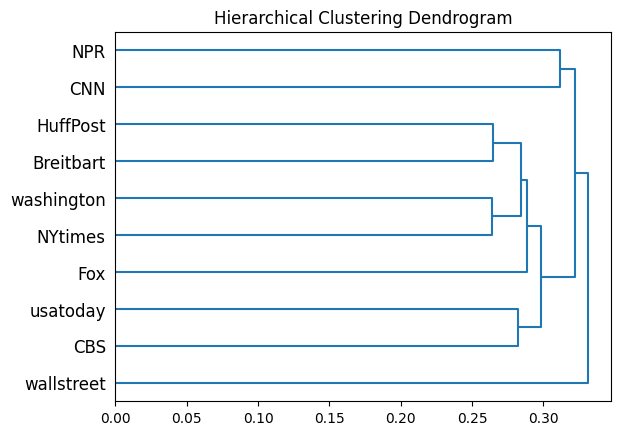 Hierarchical Clustering Dendrogram
NPR
CNN
HuffPost
Breitbart
washington
NYtimes
Fox
usatoday
CBS
wallstreet
0.00 0.05 0.10 0.15 0.20 0.25 0.30